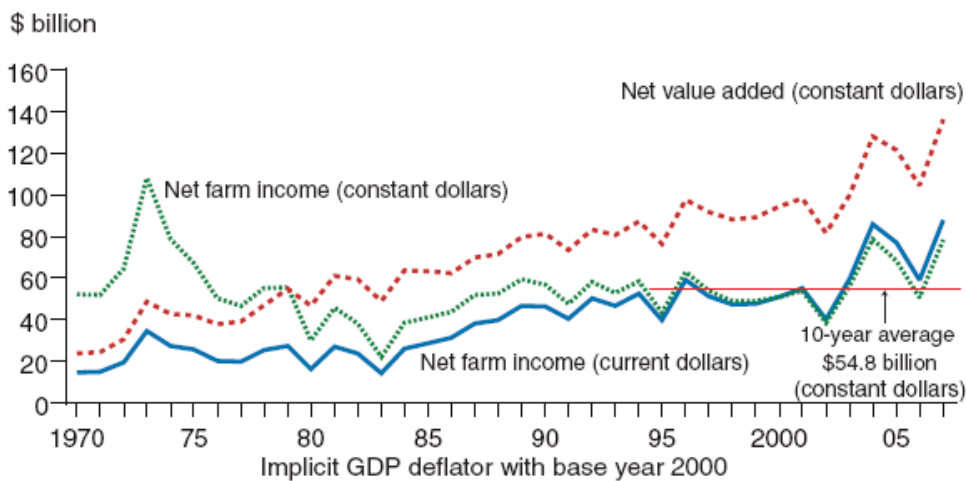 $ billion
160
140
120
100
80
60
40
20
0
Net value added (constant dollars)
Net farm income (constant dollars)
Net farm income (current dollars)
10-year average
$54.8 billion
(constant dollars)
1970 75 80 85 90 95 2000 05
Implicit GDP deflator with base year 2000